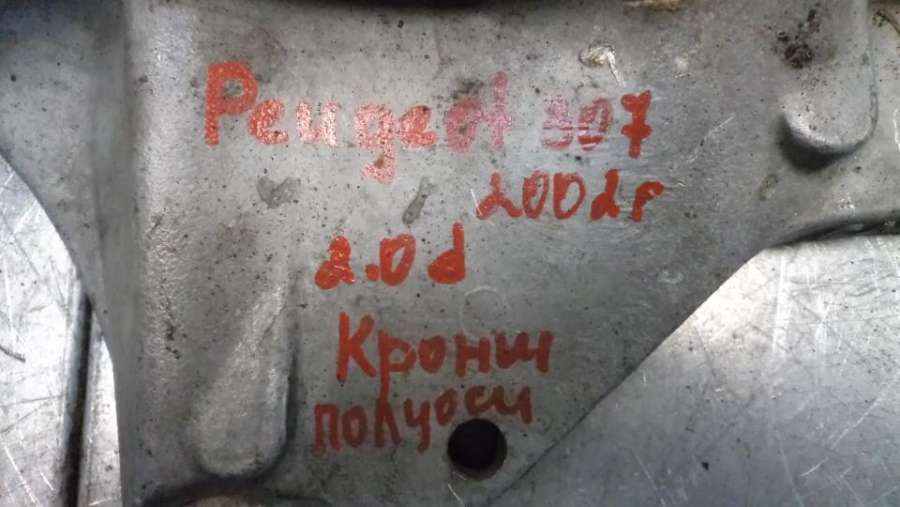 Peugeot 307
2002г
2.0d
Кронш
полуоси